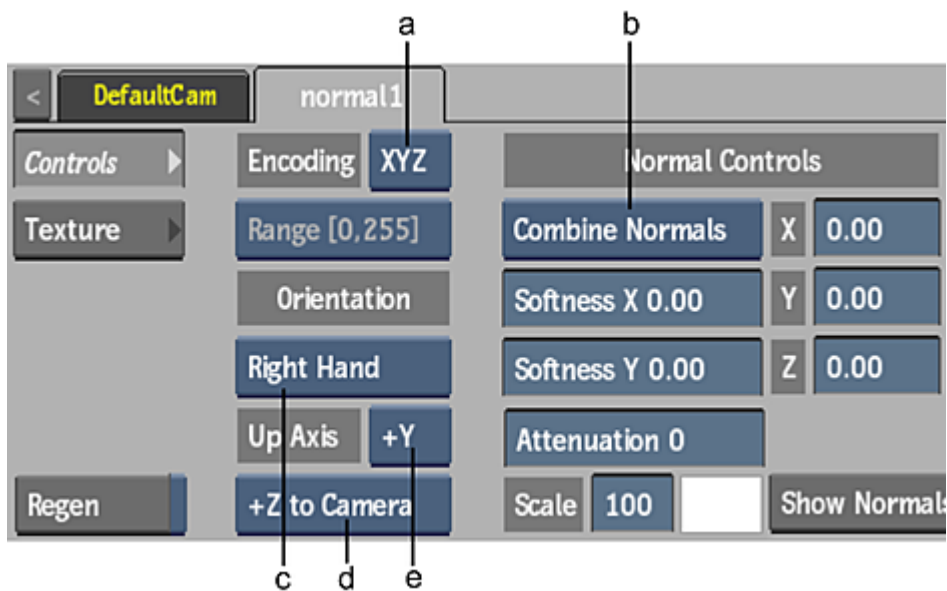 a b
< DefaultCam normal1
Controls Encoding XYZ Normal Controls
Texture Range [0,255] Combine Normals X 0.00
Orientation Softness X 0.00 Y 0.00
Right Hand Softness Y 0.00 Z 0.00
Up Axis +Y Attenuation 0
Regen +Z to Camera Scale 100 Show Normals
c d e